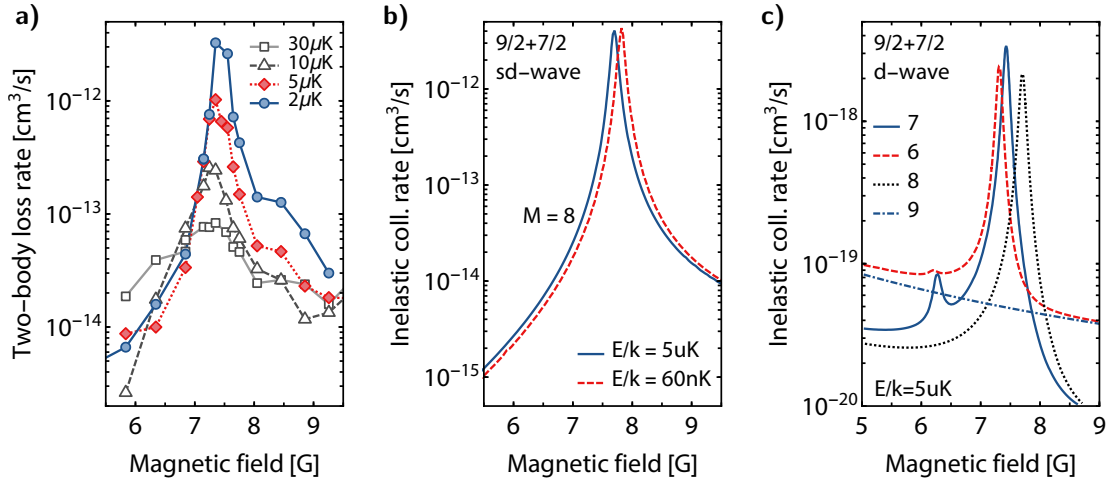 a)
Two-body loss rate [cm³/s]
10⁻¹²
10⁻¹³
10⁻¹⁴
30μK
10μK
5μK
2μK
6 7 8 9
Magnetic field [G]
b)
Inelastic coll. rate [cm³/s]
10⁻¹²
10⁻¹³
10⁻¹⁴
10⁻¹⁵
9/2+7/2
sd-wave
M = 8
E/k = 5uK
E/k = 60nK
6 7 8 9
Magnetic field [G]
c)
Inelastic coll. rate [cm³/s]
10⁻¹⁸
10⁻¹⁹
10⁻²⁰
9/2+7/2
d-wave
7
6
8
9
E/k=5uK
5 6 7 8 9
Magnetic field [G]